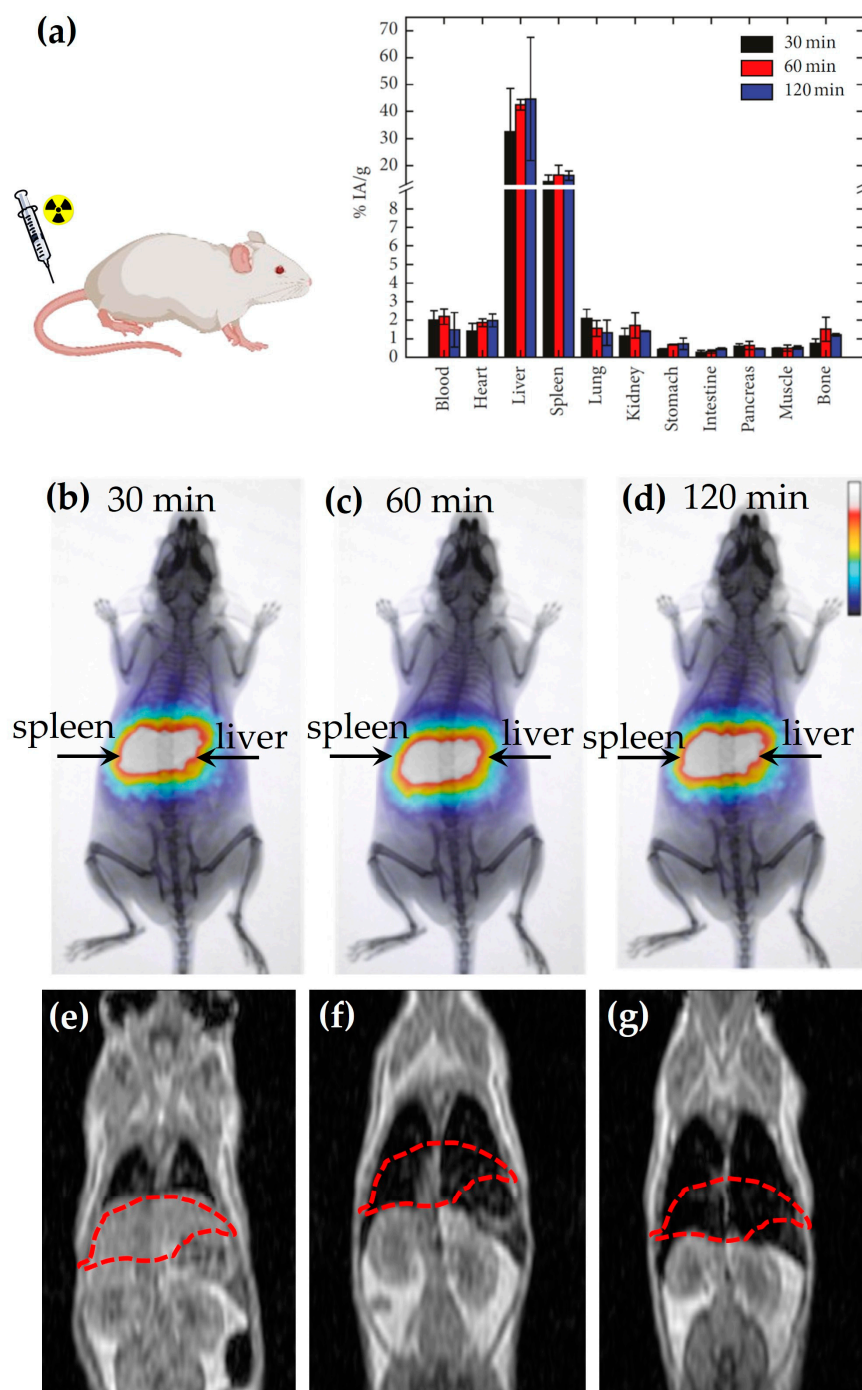 (a)
70
60
50
40
30
20
8
7
6
5
4
3
2
1
0
% IA/g
30 min
60 min
120 min
Blood
Heart
Liver
Spleen
Lung
Kidney
Stomach
Intestine
Pancreas
Muscle
Bone
(b) 30 min
(c) 60 min
(d) 120 min
spleen
liver
spleen
liver
spleen
liver
(e)
(f)
(g)